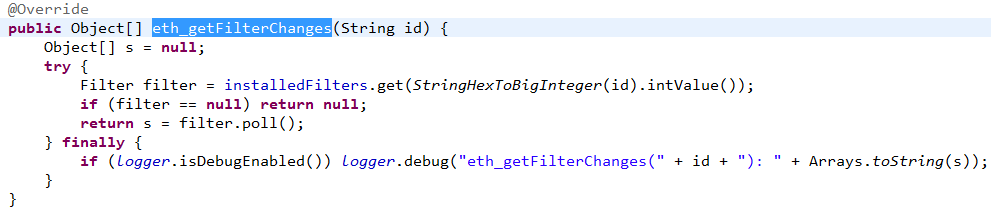 @Override
public Object[] eth_getFilterChanges(String id) {
    Object[] s = null;
    try {
        Filter filter = installedFilters.get(StringHexToBigInteger(id).intValue());
        if (filter == null) return null;
        return s = filter.poll();
    } finally {
        if (logger.isDebugEnabled()) logger.debug("eth_getFilterChanges(" + id + "): " + Arrays.toString(s));
    }
}